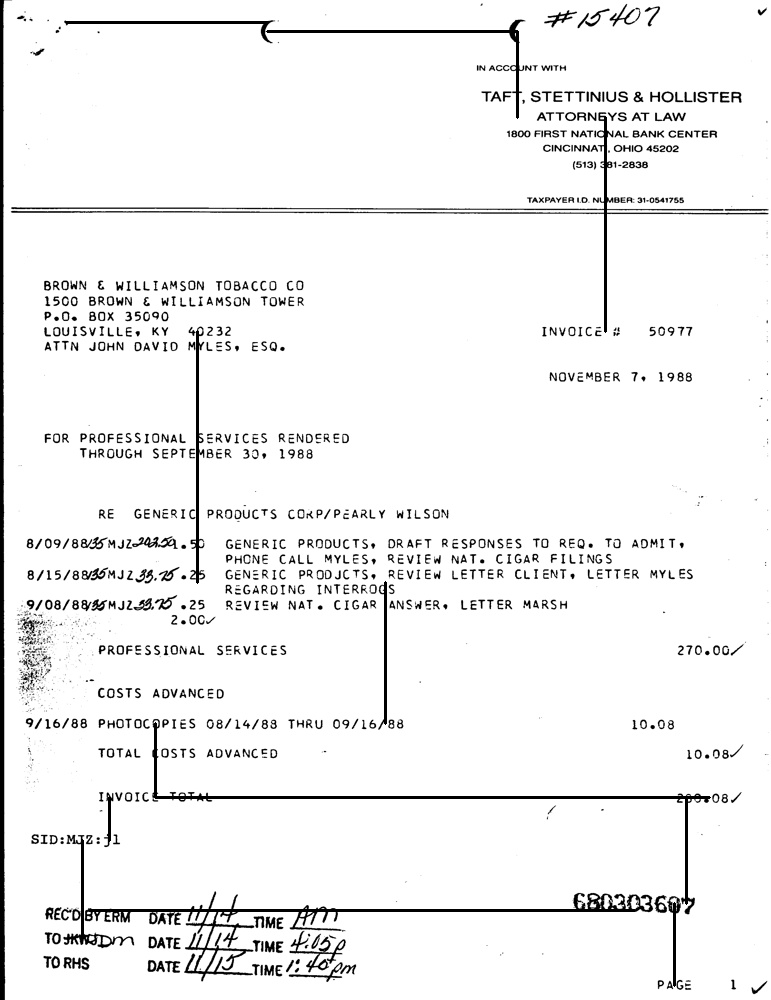 #15407
IN ACCOUNT WITH
TAFT, STETTINIUS & HOLLISTER
ATTORNEYS AT LAW
1800 FIRST NATIONAL BANK CENTER
CINCINNATI, OHIO 45202
(513) 381-2838
TAXPAYER I.D. NUMBER: 31-0541755
BROWN & WILLIAMSON TOBACCO CO
1500 BROWN & WILLIAMSON TOWER
P.O. BOX 35090
LOUISVILLE, KY 40232
INVOICE # 50977
ATTN JOHN DAVID MYLES, ESQ.
NOVEMBER 7, 1988
FOR PROFESSIONAL SERVICES RENDERED
THROUGH SEPTEMBER 30, 1988
RE GENERIC PRODUCTS CORP/PEARLY WILSON
8/09/88 MJZ 1.50 GENERIC PRODUCTS, DRAFT RESPONSES TO REQ. TO ADMIT,
PHONE CALL MYLES, REVIEW NAT. CIGAR FILINGS
8/15/88 MJZ 33.75 .25 GENERIC PRODUCTS, REVIEW LETTER CLIENT, LETTER MYLES
REGARDING INTERROGS
9/08/88 MJZ 33.75 .25 REVIEW NAT. CIGAR ANSWER, LETTER MARSH
2.00✓
PROFESSIONAL SERVICES 270.00✓
COSTS ADVANCED
9/16/88 PHOTOCOPIES 08/14/88 THRU 09/16/88 10.08
TOTAL COSTS ADVANCED 10.08✓
INVOICE TOTAL 280.08✓
SID:MJZ:jl
680303607
REC'D BY ERM DATE 11/14 TIME AM
TO DM DATE 11/14 TIME 4:05p
TO RHS DATE 11/15 TIME 1:40pm
PAGE 1 ✓